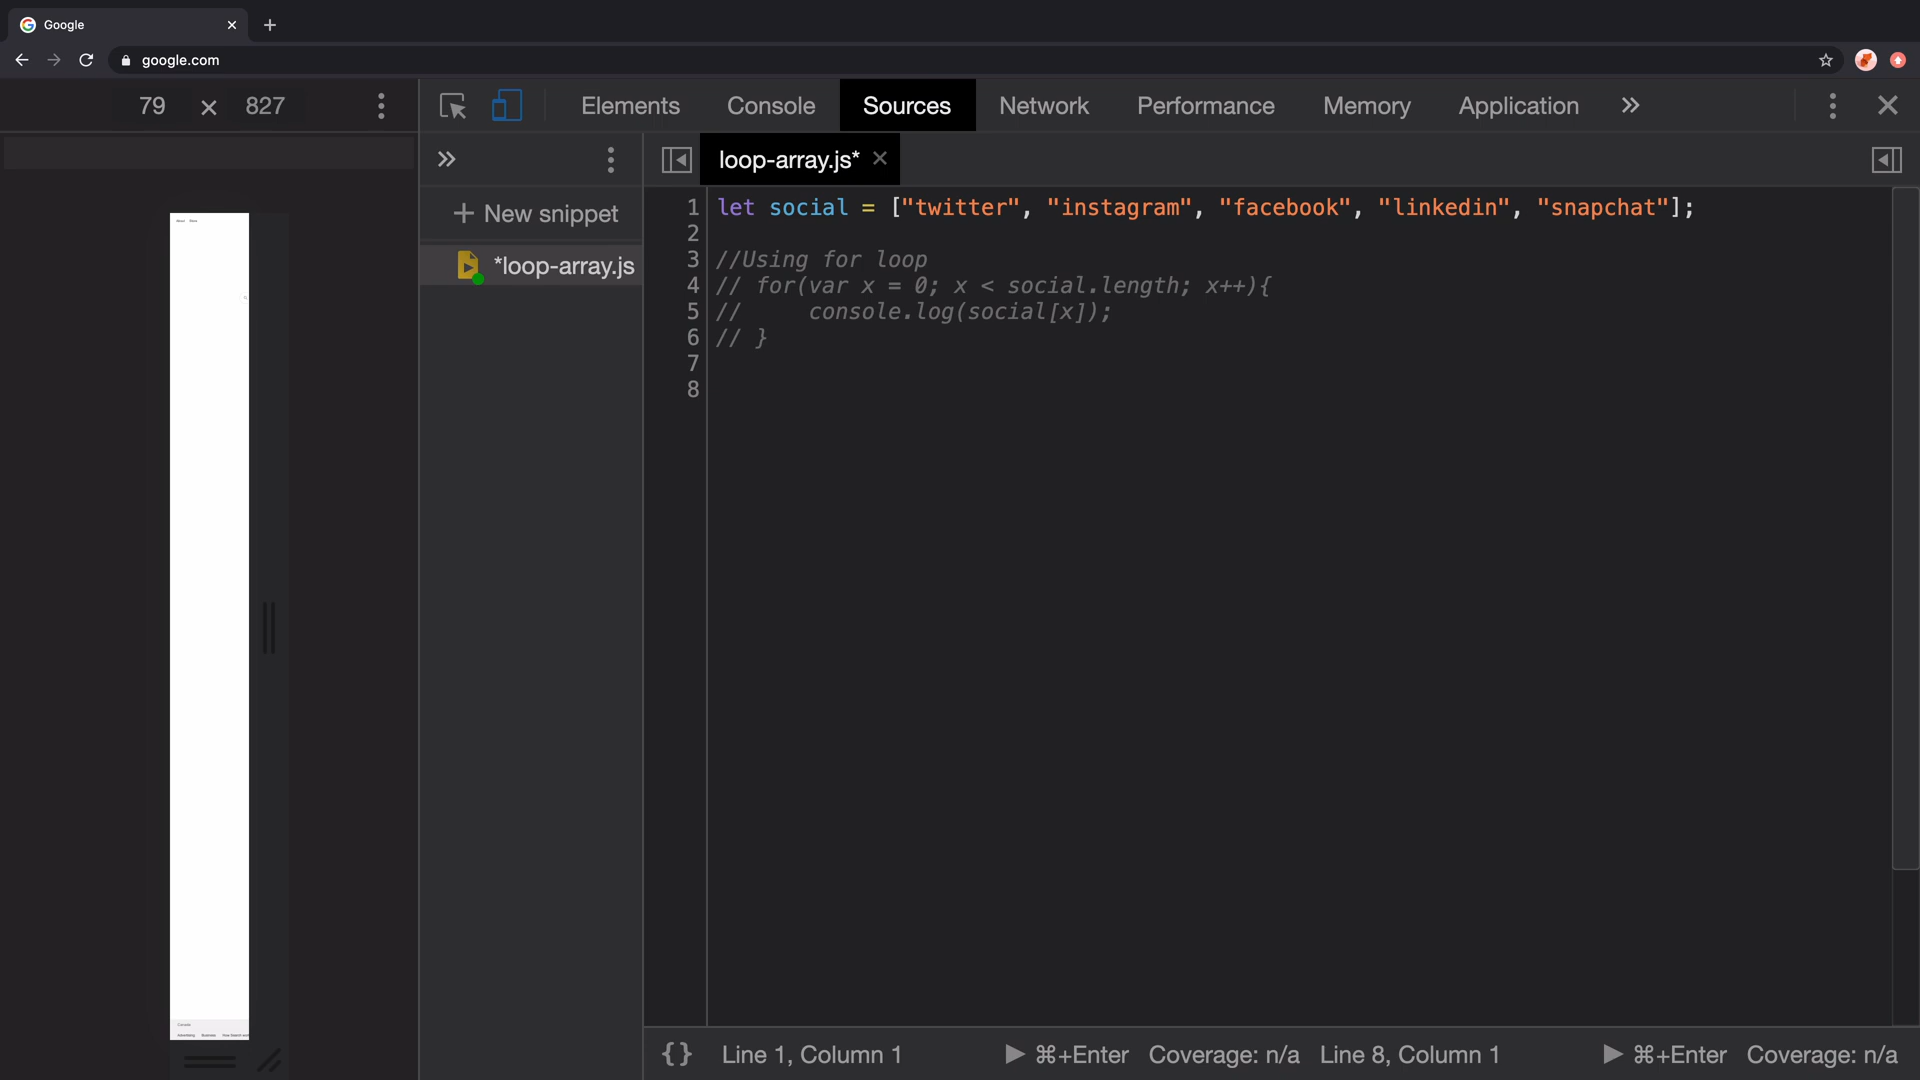 Google
google.com
79 × 827
Elements Console Sources Network Performance Memory Application
loop-array.js*
+ New snippet
*loop-array.js
1 let social = ["twitter", "instagram", "facebook", "linkedin", "snapchat"];
2
3 //Using for loop
4 // for(var x = 0; x < social.length; x++){
5 //     console.log(social[x]);
6 // }
7
8
Canada
Advertising Business
{} Line 1, Column 1 ⌘+Enter Coverage: n/a Line 8, Column 1 ⌘+Enter Coverage: n/a